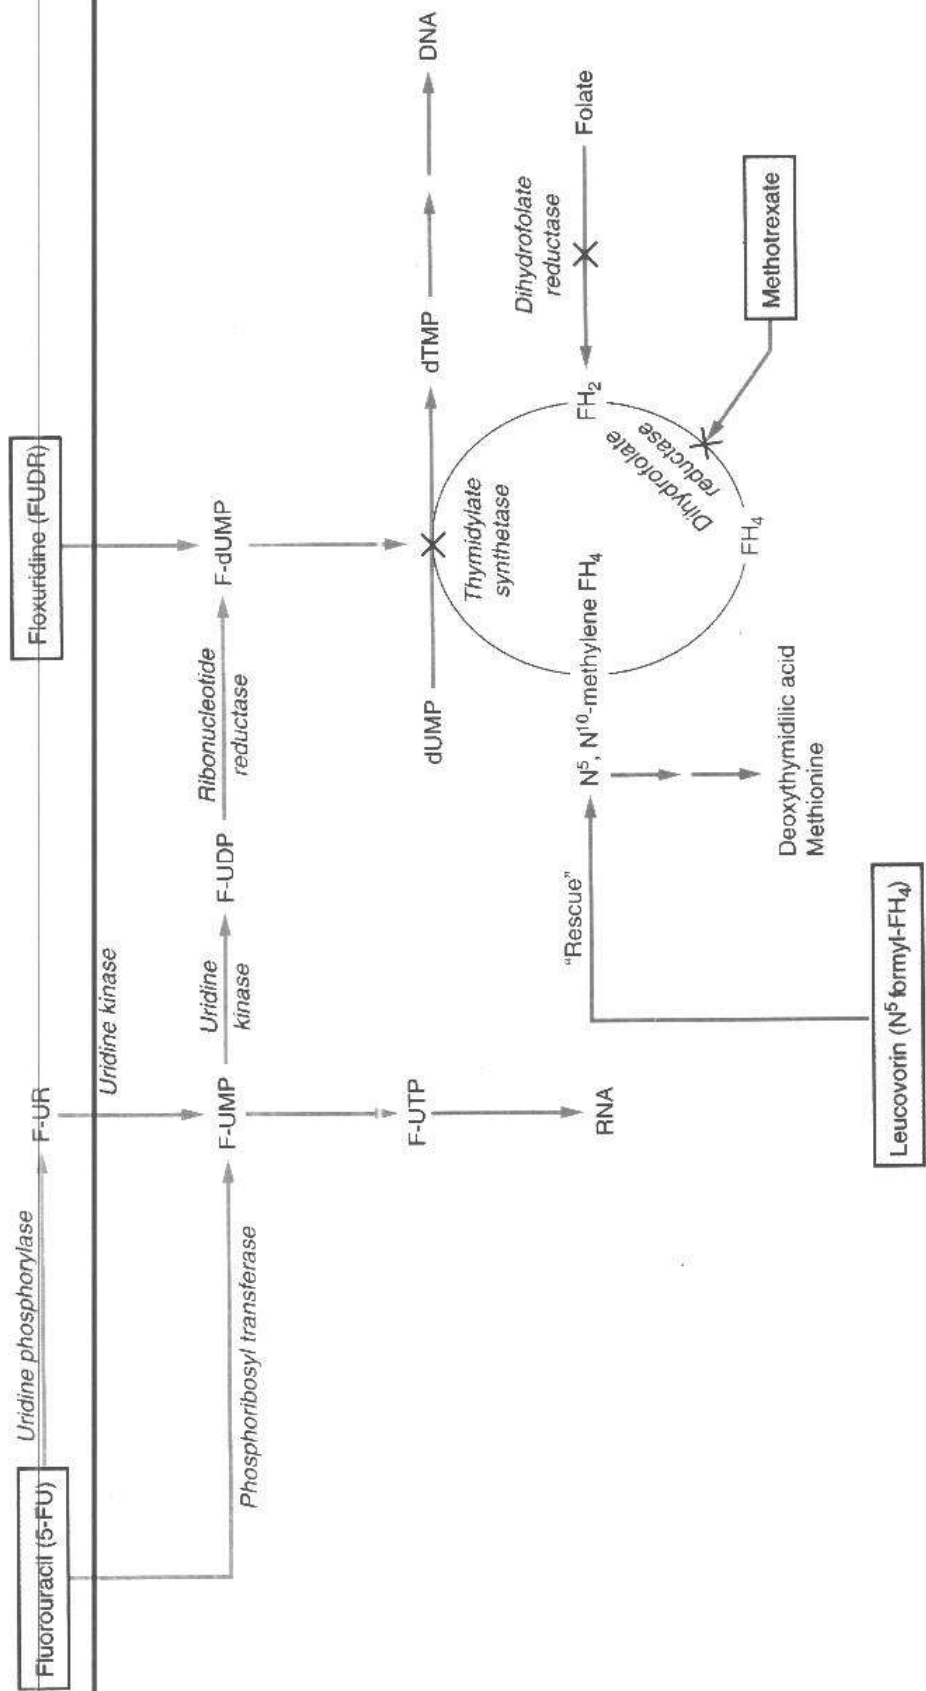 Fluorouracil (5-FU)
Uridine phosphorylase
F-UR
Floxuridine (FUDR)
Uridine kinase
Phosphoribosyl transferase
F-UMP
Uridine
kinase
F-UDP
Ribonucleotide
reductase
F-dUMP
F-UTP
RNA
dUMP
dTMP
DNA
Thymidylate
synthetase
"Rescue"
N⁵, N¹⁰-methylene FH₄
FH₂
Dihydrofolate
reductase
Folate
Dihydrofolate
reductase
FH₄
Methotrexate
Deoxythymidilic acid
Methionine
Leucovorin (N⁵ formyl-FH₄)